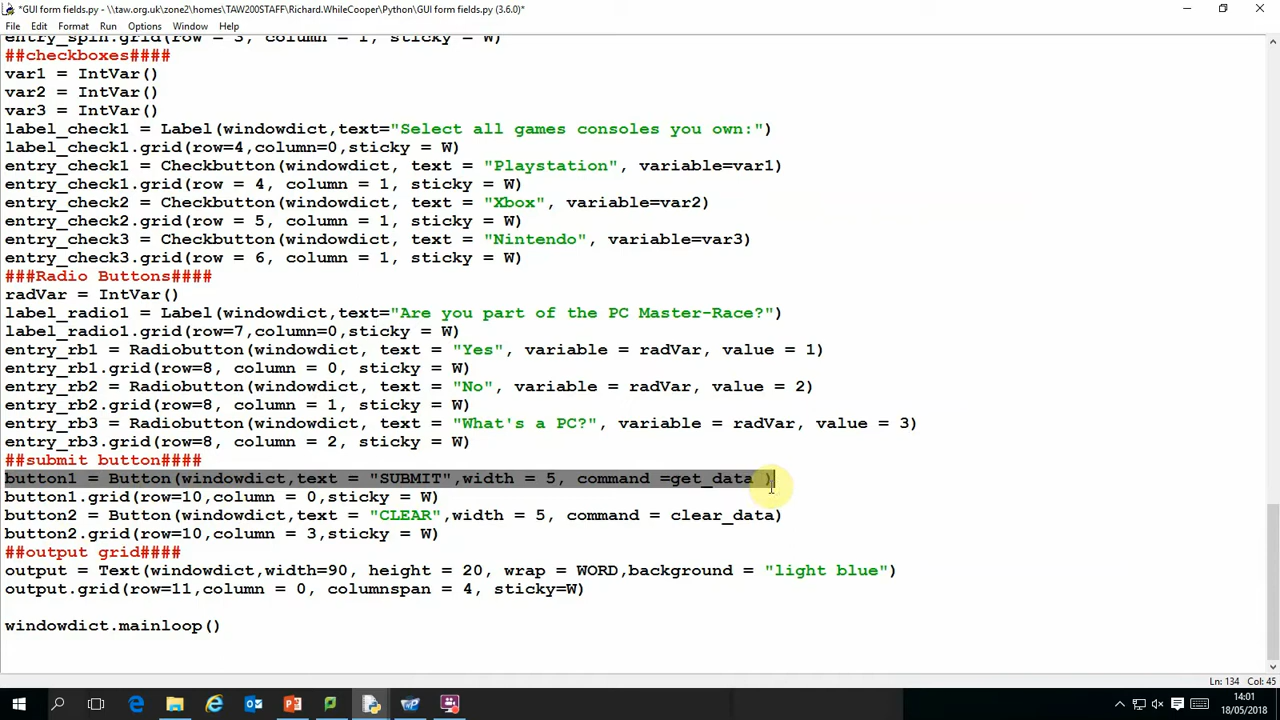 *GUI form fields.py - \\taw.org.uk\zone2\homes\TAW200STAFF\Richard.WhileCooper\Python\GUI form fields.py (3.6.0)*
File Edit Format Run Options Window Help
entry_spin.grid(row = 3, column = 1, sticky = W)
##checkboxes####
var1 = IntVar()
var2 = IntVar()
var3 = IntVar()
label_check1 = Label(windowdict,text="Select all games consoles you own:")
label_check1.grid(row=4,column=0,sticky = W)
entry_check1 = Checkbutton(windowdict, text = "Playstation", variable=var1)
entry_check1.grid(row = 4, column = 1, sticky = W)
entry_check2 = Checkbutton(windowdict, text = "Xbox", variable=var2)
entry_check2.grid(row = 5, column = 1, sticky = W)
entry_check3 = Checkbutton(windowdict, text = "Nintendo", variable=var3)
entry_check3.grid(row = 6, column = 1, sticky = W)
###Radio Buttons####
radVar = IntVar()
label_radio1 = Label(windowdict,text="Are you part of the PC Master-Race?")
label_radio1.grid(row=7,column=0,sticky = W)
entry_rb1 = Radiobutton(windowdict, text = "Yes", variable = radVar, value = 1)
entry_rb1.grid(row=8, column = 0, sticky = W)
entry_rb2 = Radiobutton(windowdict, text = "No", variable = radVar, value = 2)
entry_rb2.grid(row=8, column = 1, sticky = W)
entry_rb3 = Radiobutton(windowdict, text = "What's a PC?", variable = radVar, value = 3)
entry_rb3.grid(row=8, column = 2, sticky = W)
##submit button####
button1 = Button(windowdict,text = "SUBMIT",width = 5, command =get_data )
button1.grid(row=10,column = 0,sticky = W)
button2 = Button(windowdict,text = "CLEAR",width = 5, command = clear_data)
button2.grid(row=10,column = 3,sticky = W)
##output grid####
output = Text(windowdict,width=90, height = 20, wrap = WORD,background = "light blue")
output.grid(row=11,column = 0, columnspan = 4, sticky=W)
windowdict.mainloop()
Ln: 134 Col: 45
14:01
18/05/2018